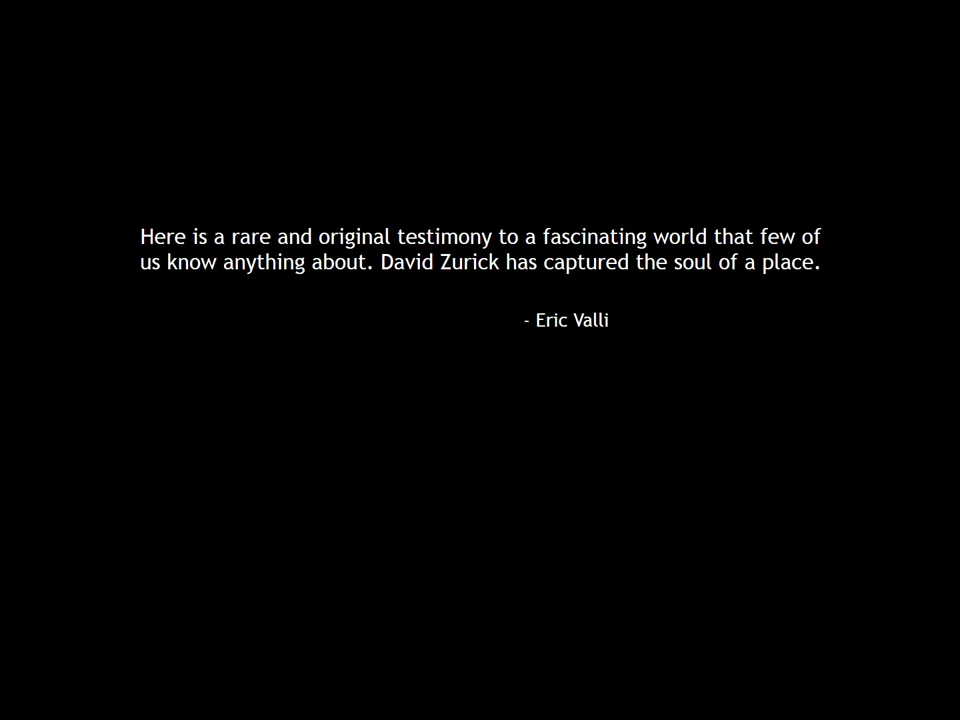 Here is a rare and original testimony to a fascinating world that few of
us know anything about. David Zurick has captured the soul of a place.
- Eric Valli